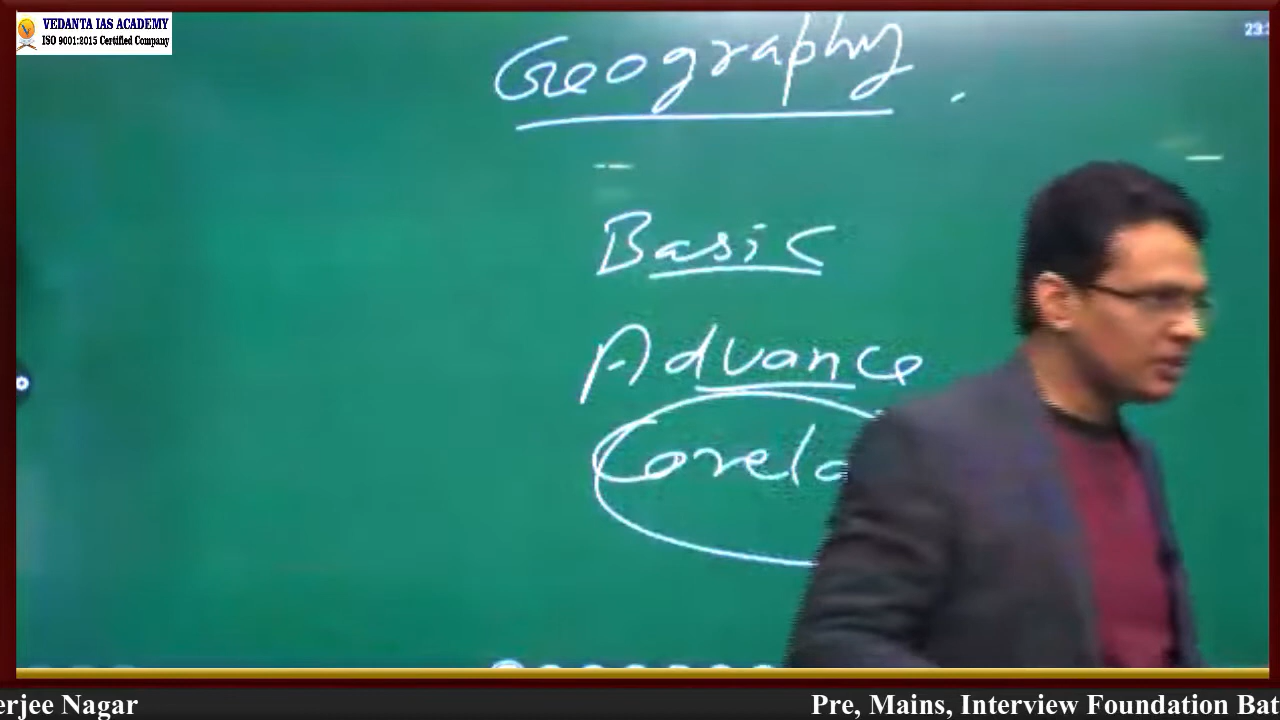 VEDANTA IAS ACADEMY
ISO 9001:2015 Certified Company
23:
Geography
Basic
Advance
Corela
erjee Nagar
Pre, Mains, Interview Foundation Bat